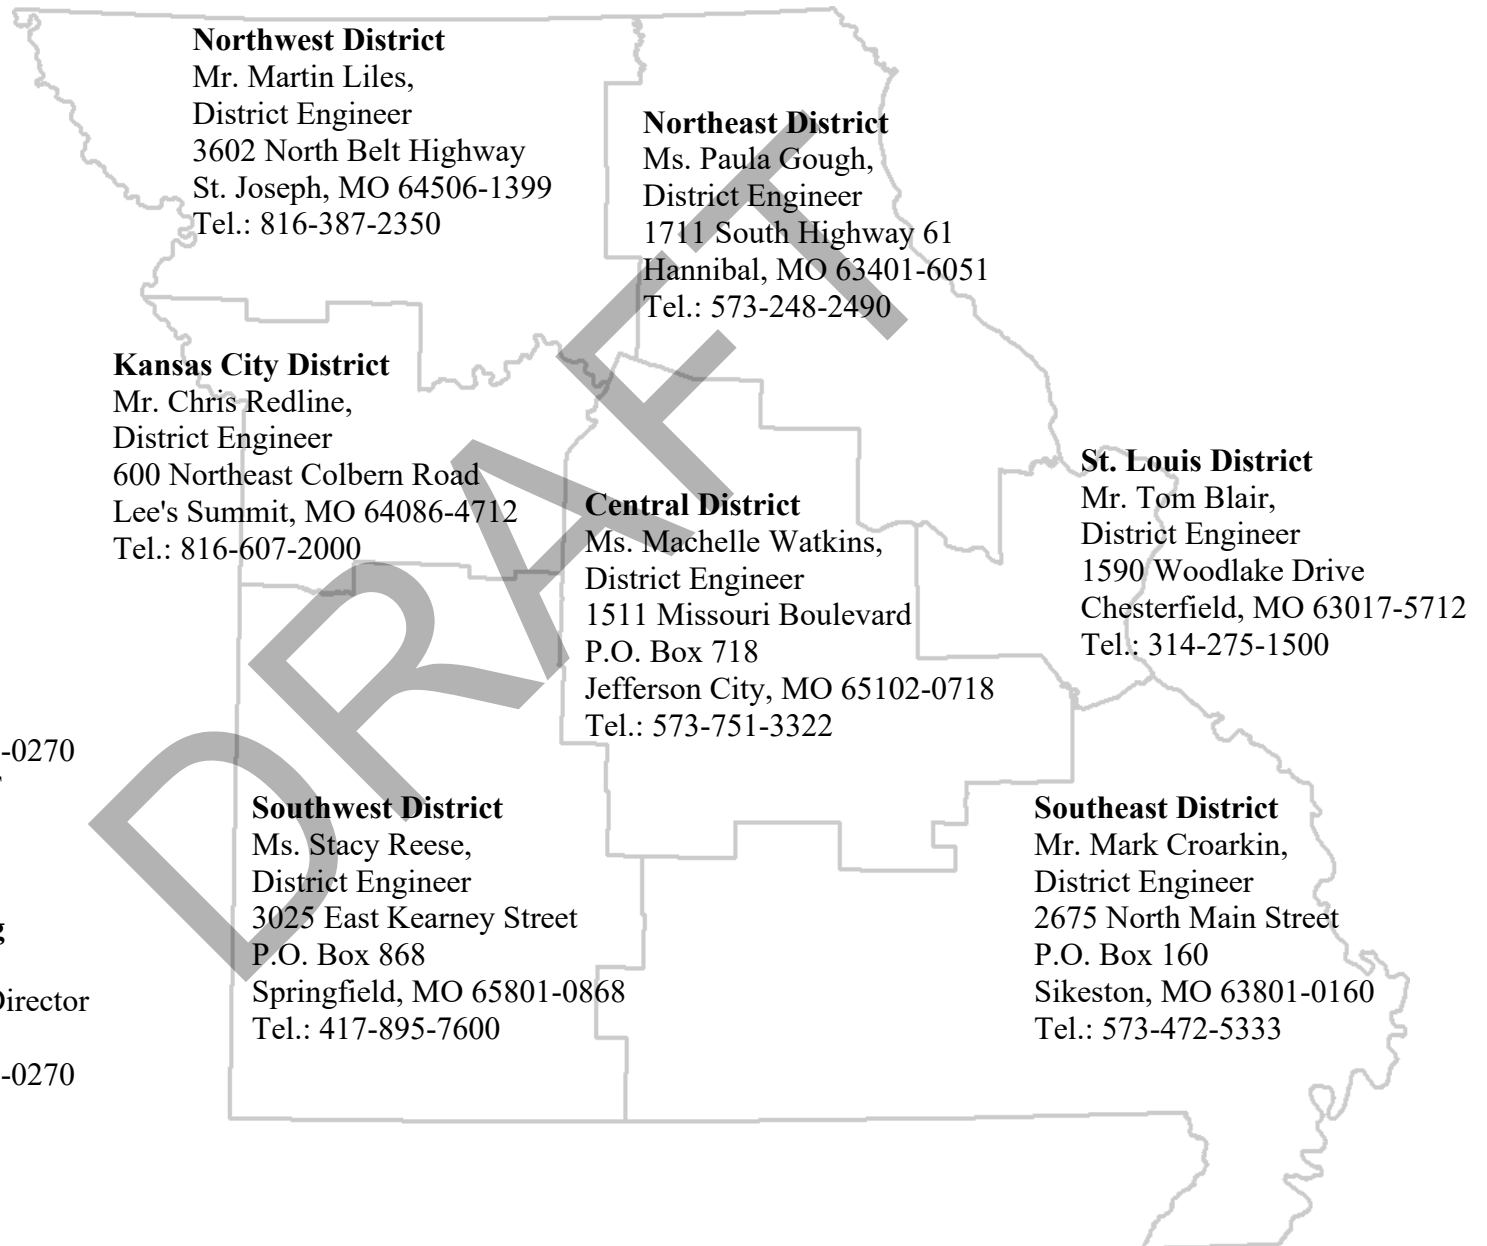 Northwest District
Mr. Martin Liles,
District Engineer
3602 North Belt Highway
St. Joseph, MO 64506-1399
Tel.: 816-387-2350
Northeast District
Ms. Paula Gough,
District Engineer
1711 South Highway 61
Hannibal, MO 63401-6051
Tel.: 573-248-2490
Kansas City District
Mr. Chris Redline,
District Engineer
600 Northeast Colbern Road
Lee's Summit, MO 64086-4712
Tel.: 816-607-2000
Central District
Ms. Machelle Watkins,
District Engineer
1511 Missouri Boulevard
P.O. Box 718
Jefferson City, MO 65102-0718
Tel.: 573-751-3322
St. Louis District
Mr. Tom Blair,
District Engineer
1590 Woodlake Drive
Chesterfield, MO 63017-5712
Tel.: 314-275-1500
-0270
Southwest District
Ms. Stacy Reese,
District Engineer
3025 East Kearney Street
P.O. Box 868
Springfield, MO 65801-0868
Tel.: 417-895-7600
Southeast District
Mr. Mark Croarkin,
District Engineer
2675 North Main Street
P.O. Box 160
Sikeston, MO 63801-0160
Tel.: 573-472-5333
Director
-0270
DRAFT